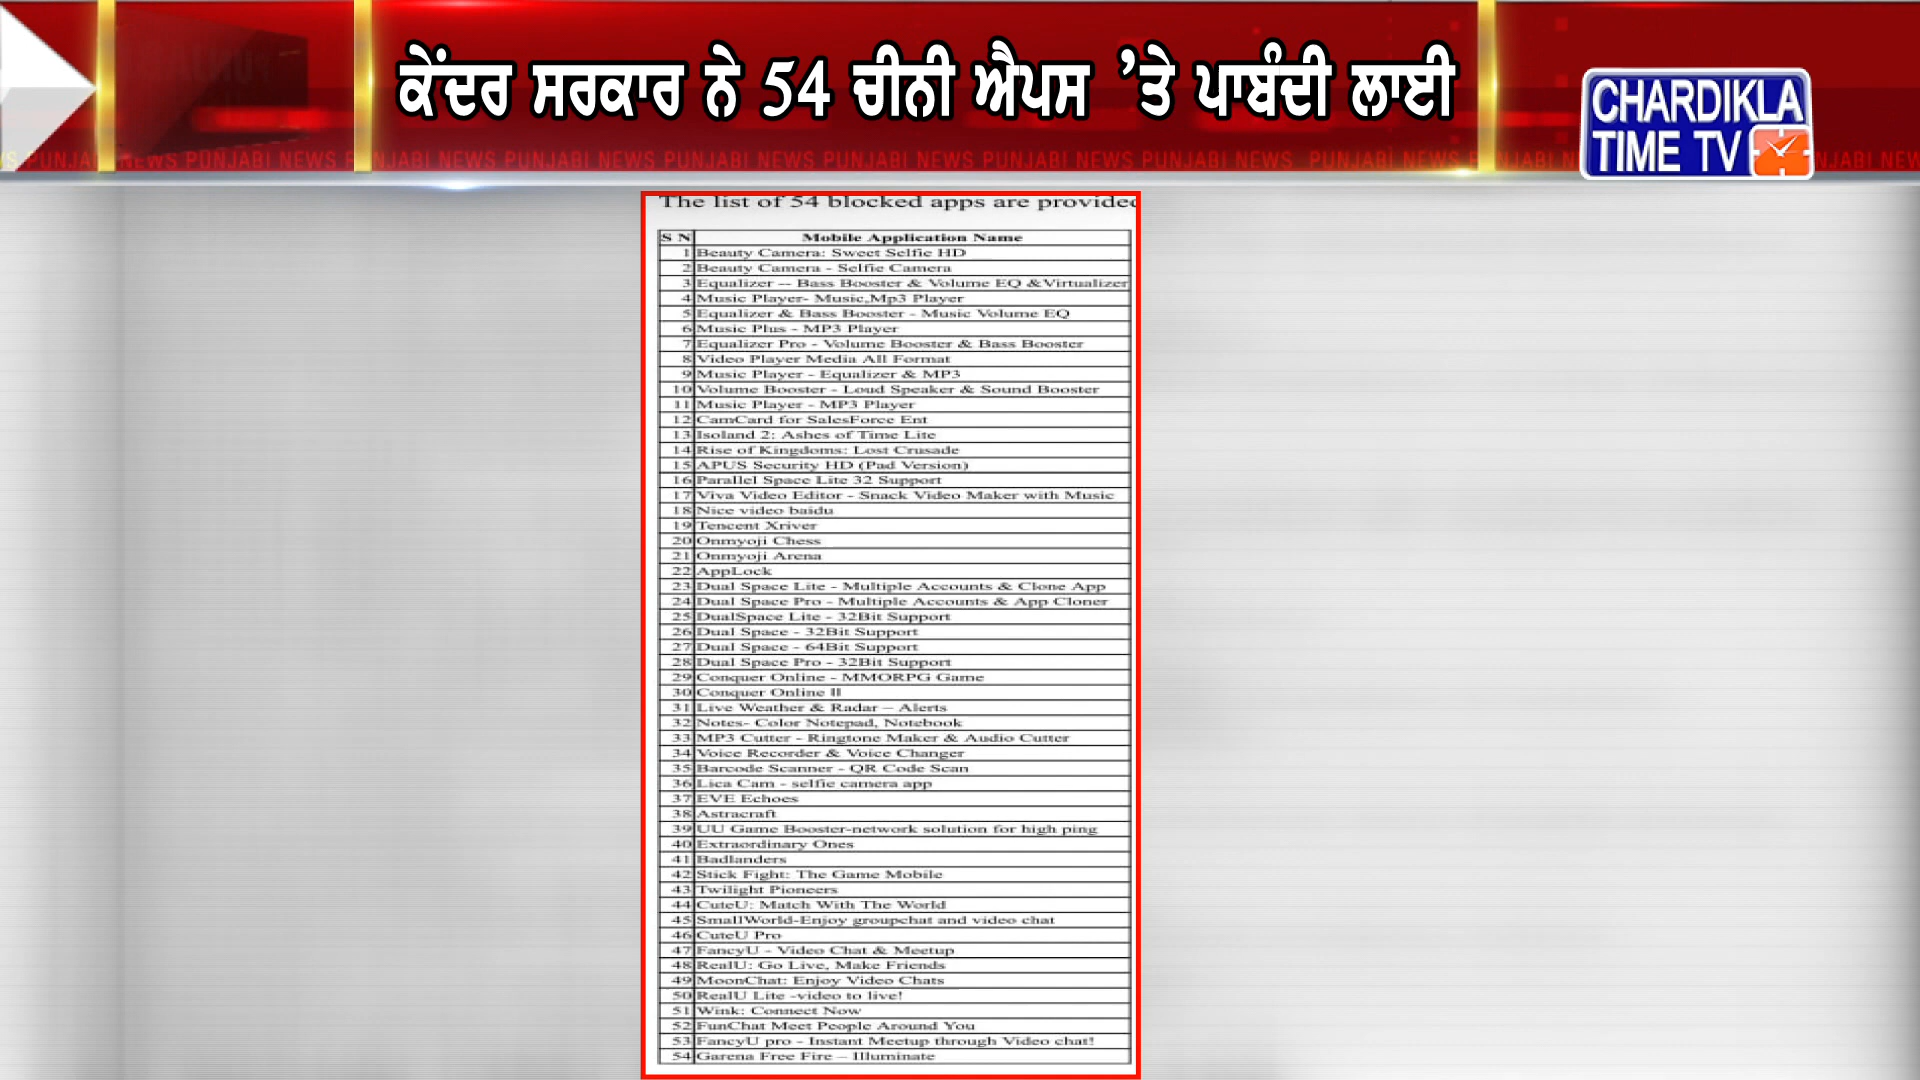 ਕੇਂਦਰ ਸਰਕਾਰ ਨੇ 54 ਚੀਨੀ ਐਪਸ ’ਤੇ ਪਾਬੰਦੀ ਲਾਈ
CHARDIKLA
TIME TV
PUNJABI NEWS PUNJABI NEWS PUNJABI NEWS PUNJABI NEWS PUNJABI NEWS PUNJABI NEWS PUNJABI NEWS
The list of 54 blocked apps are provided
S N Mobile Application Name
1 Beauty Camera: Sweet Selfie HD
2 Beauty Camera - Selfie Camera
3 Equalizer -- Bass Booster & Volume EQ &Virtualizer
4 Music Player- Music,Mp3 Player
5 Equalizer & Bass Booster - Music Volume EQ
6 Music Plus - MP3 Player
7 Equalizer Pro - Volume Booster & Bass Booster
8 Video Player Media All Format
9 Music Player - Equalizer & MP3
10 Volume Booster - Loud Speaker & Sound Booster
11 Music Player - MP3 Player
12 CamCard for SalesForce Ent
13 Isoland 2: Ashes of Time Lite
14 Rise of Kingdoms: Lost Crusade
15 APUS Security HD (Pad Version)
16 Parallel Space Lite 32 Support
17 Viva Video Editor - Snack Video Maker with Music
18 Nice video baidu
19 Tencent Xriver
20 Onmyoji Chess
21 Onmyoji Arena
22 AppLock
23 Dual Space Lite - Multiple Accounts & Clone App
24 Dual Space Pro - Multiple Accounts & App Cloner
25 DualSpace Lite - 32Bit Support
26 Dual Space - 32Bit Support
27 Dual Space - 64Bit Support
28 Dual Space Pro - 32Bit Support
29 Conquer Online - MMORPG Game
30 Conquer Online II
31 Live Weather & Radar – Alerts
32 Notes- Color Notepad, Notebook
33 MP3 Cutter - Ringtone Maker & Audio Cutter
34 Voice Recorder & Voice Changer
35 Barcode Scanner - QR Code Scan
36 Lica Cam - selfie camera app
37 EVE Echoes
38 Astracraft
39 UU Game Booster-network solution for high ping
40 Extraordinary Ones
41 Badlanders
42 Stick Fight: The Game Mobile
43 Twilight Pioneers
44 CuteU: Match With The World
45 SmallWorld-Enjoy groupchat and video chat
46 CuteU Pro
47 FancyU - Video Chat & Meetup
48 RealU: Go Live, Make Friends
49 MoonChat: Enjoy Video Chats
50 RealU Lite -video to live!
51 Wink: Connect Now
52 FunChat Meet People Around You
53 FancyU pro - Instant Meetup through Video chat!
54 Garena Free Fire – Illuminate